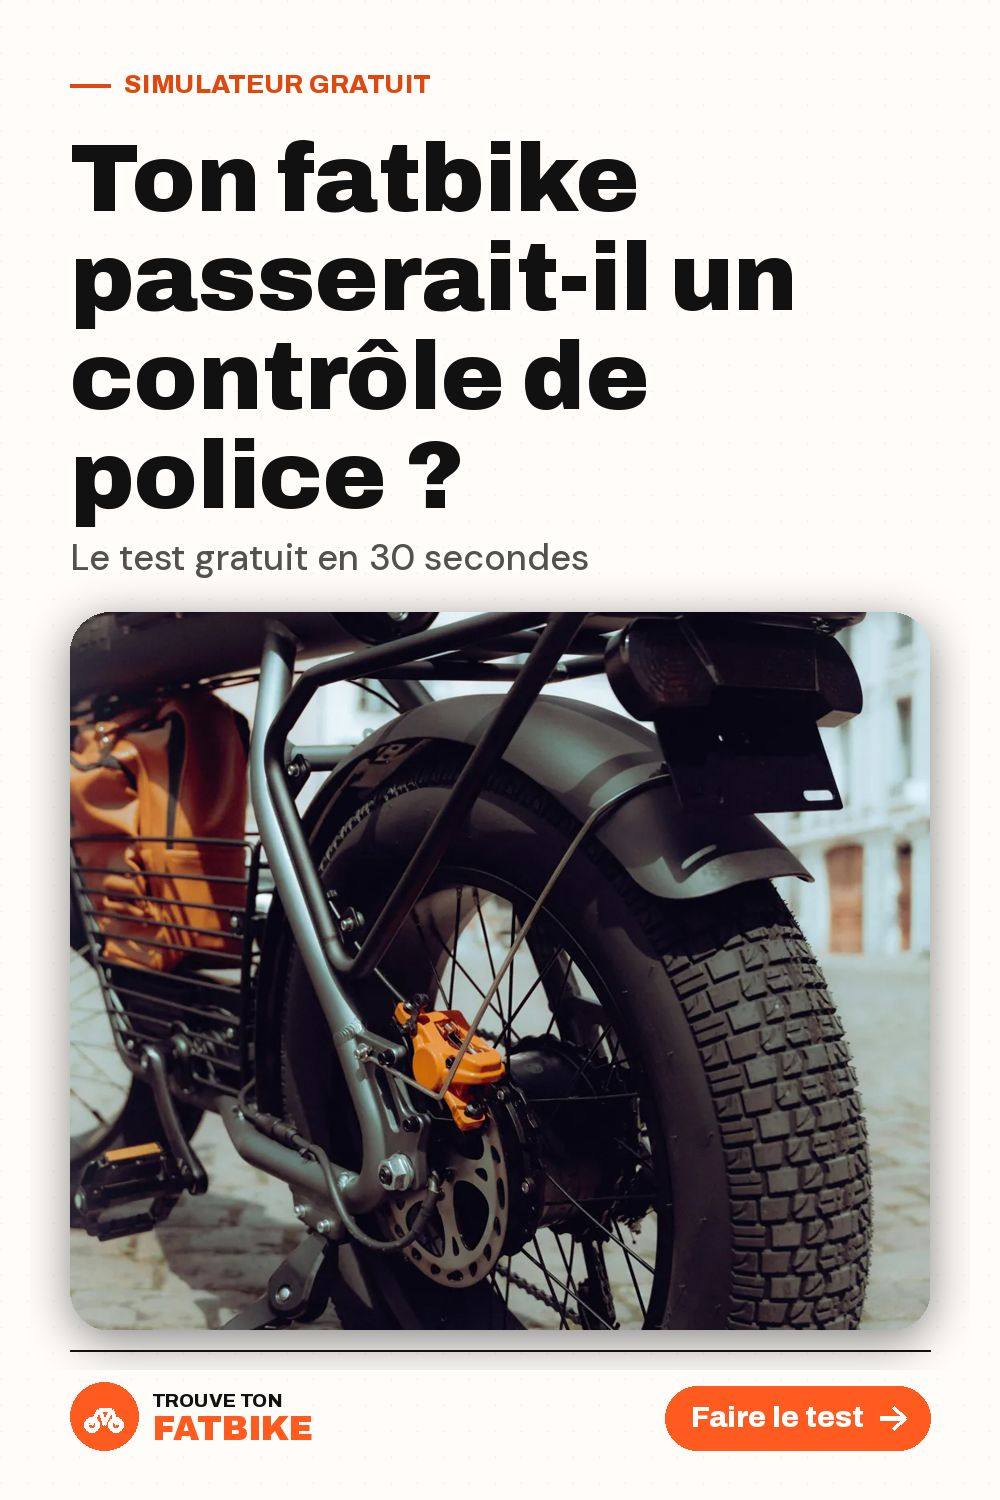 SIMULATEUR GRATUIT
Ton fatbike
passerait-il un
contrôle de
police ?
Le test gratuit en 30 secondes
TROUVE TON
FATBIKE
Faire le test